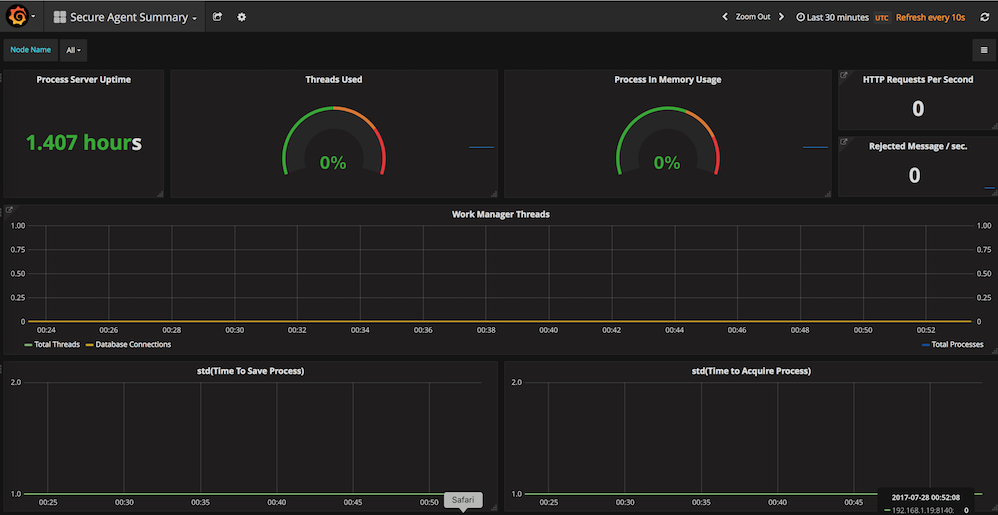 Secure Agent Summary
Zoom Out
Last 30 minutes UTC Refresh every 10s
Node Name All
Process Server Uptime
1.407 hours
Threads Used
0%
Process In Memory Usage
0%
HTTP Requests Per Second
0
Rejected Message / sec.
0
Work Manager Threads
1.00 1.00
0.75 0.75
0.50 0.50
0.25 0.25
0 0
00:24 00:26 00:28 00:30 00:32 00:34 00:36 00:38 00:40 00:42 00:44 00:46 00:48 00:50 00:52
Total Threads Database Connections Total Processes
std(Time To Save Process)
2.0
1.0
00:25 00:30 00:35 00:40 00:45 00:50
Safari
std(Time to Acquire Process)
2.0
1.0
00:25 00:30 00:35 00:40 00:45
2017-07-28 00:52:08
192.168.1.19:8140: 0